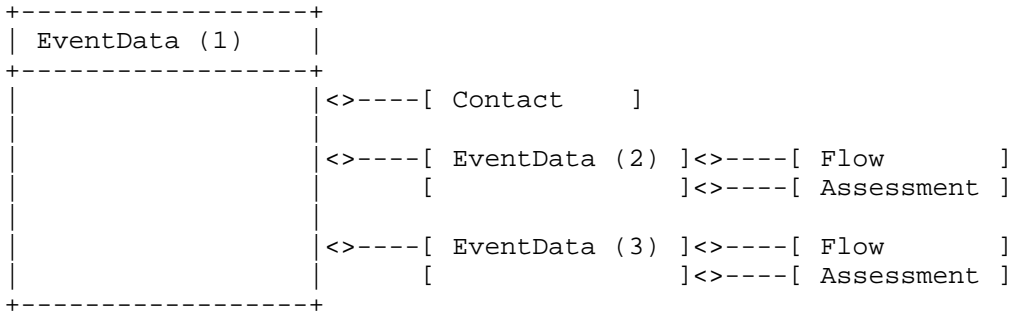 +------------------+
| EventData (1)    |
+------------------+
|                  |<>----[ Contact       ]
|                  |
|                  |<>----[ EventData (2) ]<>----[ Flow       ]
|                  |      [               ]<>----[ Assessment ]
|                  |
|                  |<>----[ EventData (3) ]<>----[ Flow       ]
|                  |      [               ]<>----[ Assessment ]
+------------------+